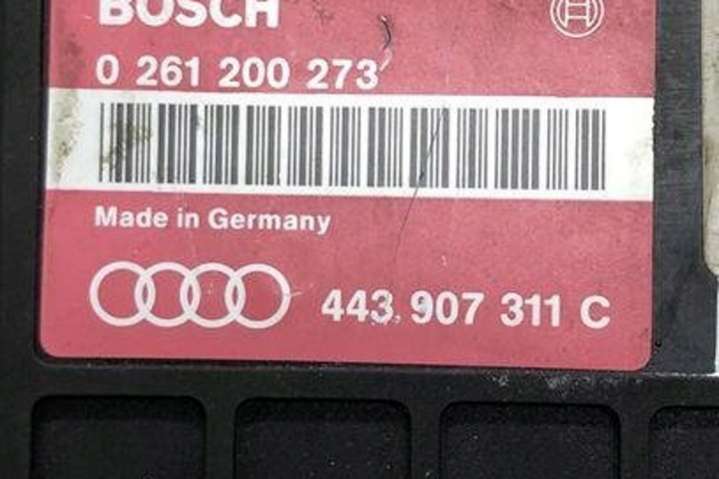 BOSCH
0 261 200 273
Made in Germany
443 907 311 C